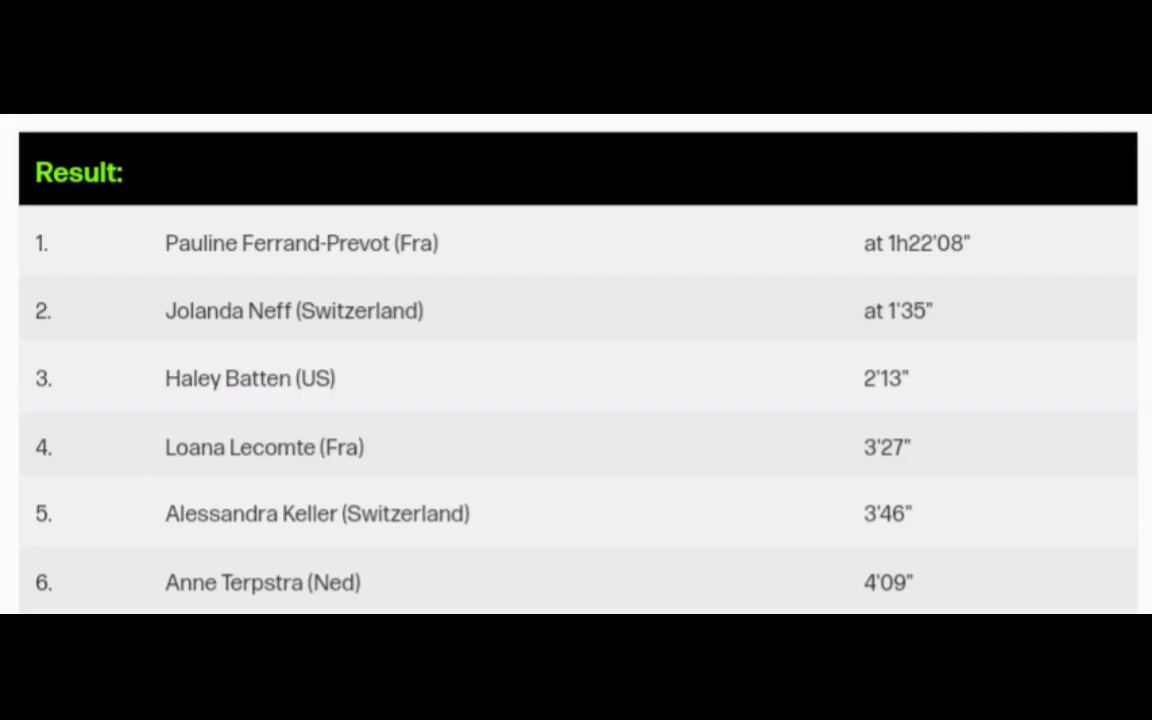 Result:
1. Pauline Ferrand-Prevot (Fra) at 1h22'08"
2. Jolanda Neff (Switzerland) at 1'35"
3. Haley Batten (US) 2'13"
4. Loana Lecomte (Fra) 3'27"
5. Alessandra Keller (Switzerland) 3'46"
6. Anne Terpstra (Ned) 4'09"